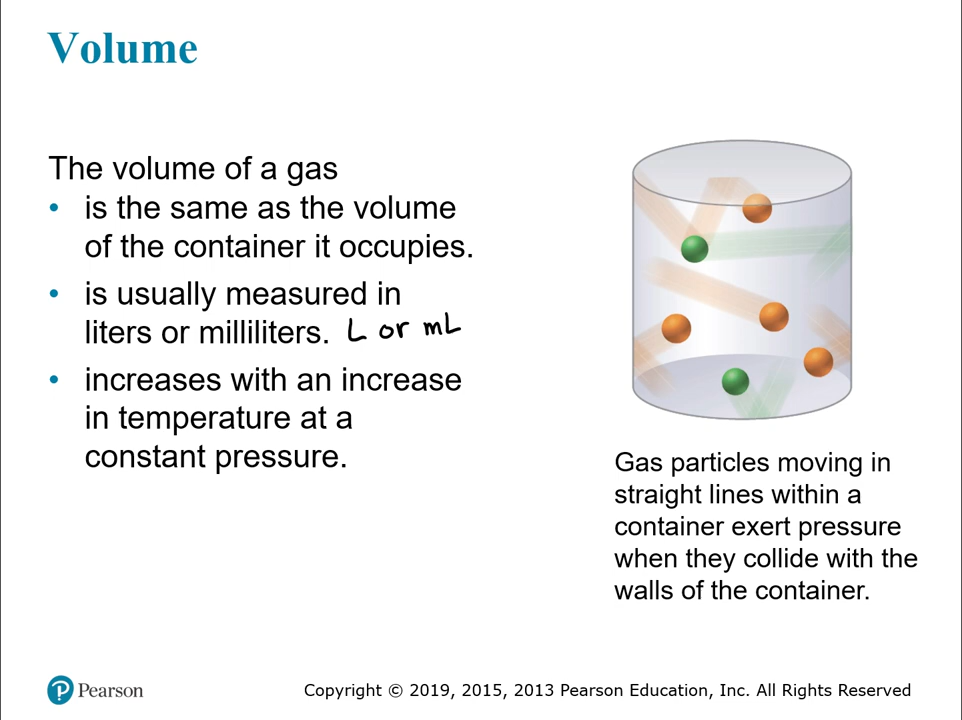 Volume
The volume of a gas
• is the same as the volume
of the container it occupies.
• is usually measured in
liters or milliliters. L or mL
• increases with an increase
in temperature at a
constant pressure.
Gas particles moving in
straight lines within a
container exert pressure
when they collide with the
walls of the container.
Pearson
Copyright © 2019, 2015, 2013 Pearson Education, Inc. All Rights Reserved